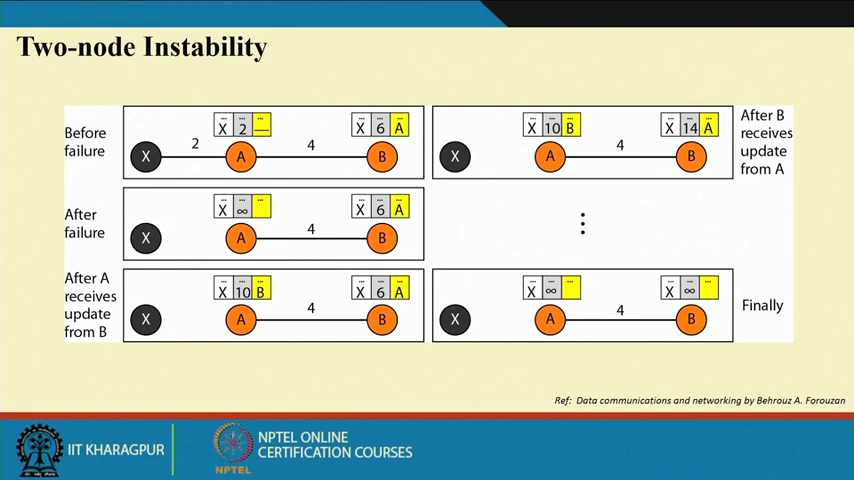 Two-node Instability
Before
failure
X 2 —
X 6 A
X 2 A 4 B
After
failure
X ∞
X 6 A
X A 4 B
After A
receives
update
from B
X 10 B
X 6 A
X A 4 B
X 10 B
X 14 A
X A 4 B
After B
receives
update
from A
X ∞
X ∞
X A 4 B
Finally
Ref: Data communications and networking by Behrouz A. Forouzan
IIT KHARAGPUR
NPTEL
NPTEL ONLINE
CERTIFICATION COURSES